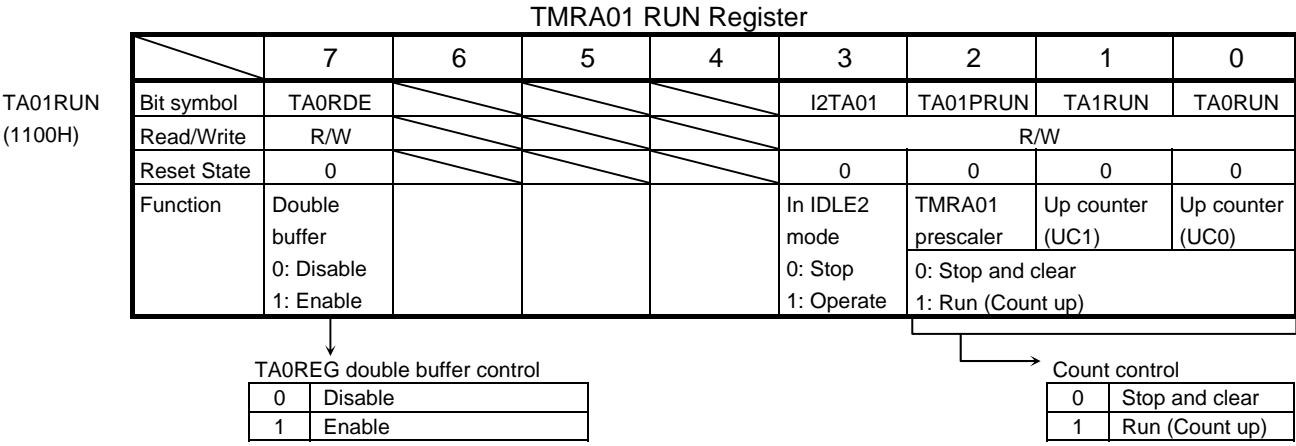 TMRA01 RUN Register
7 6 5 4 3 2 1 0
TA01RUN
(1100H)
Bit symbol TA0RDE I2TA01 TA01PRUN TA1RUN TA0RUN
Read/Write R/W R/W
Reset State 0 0 0 0 0
Function Double In IDLE2 TMRA01 Up counter Up counter
buffer mode prescaler (UC1) (UC0)
0: Disable 0: Stop 0: Stop and clear
1: Enable 1: Operate 1: Run (Count up)
TA0REG double buffer control Count control
0 Disable 0 Stop and clear
1 Enable 1 Run (Count up)